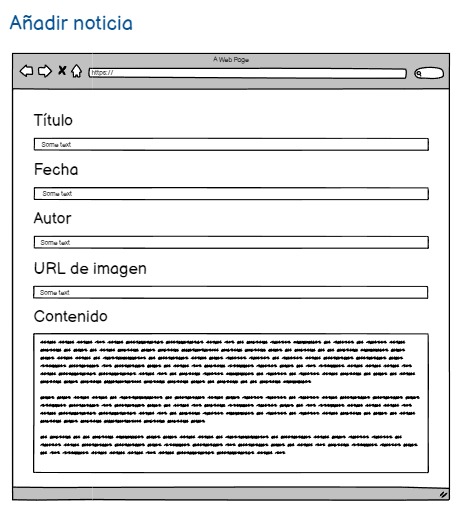 Añadir noticia
A Web Page
https://
Título
Some text
Fecha
Some text
Autor
Some text
URL de imagen
Some text
Contenido